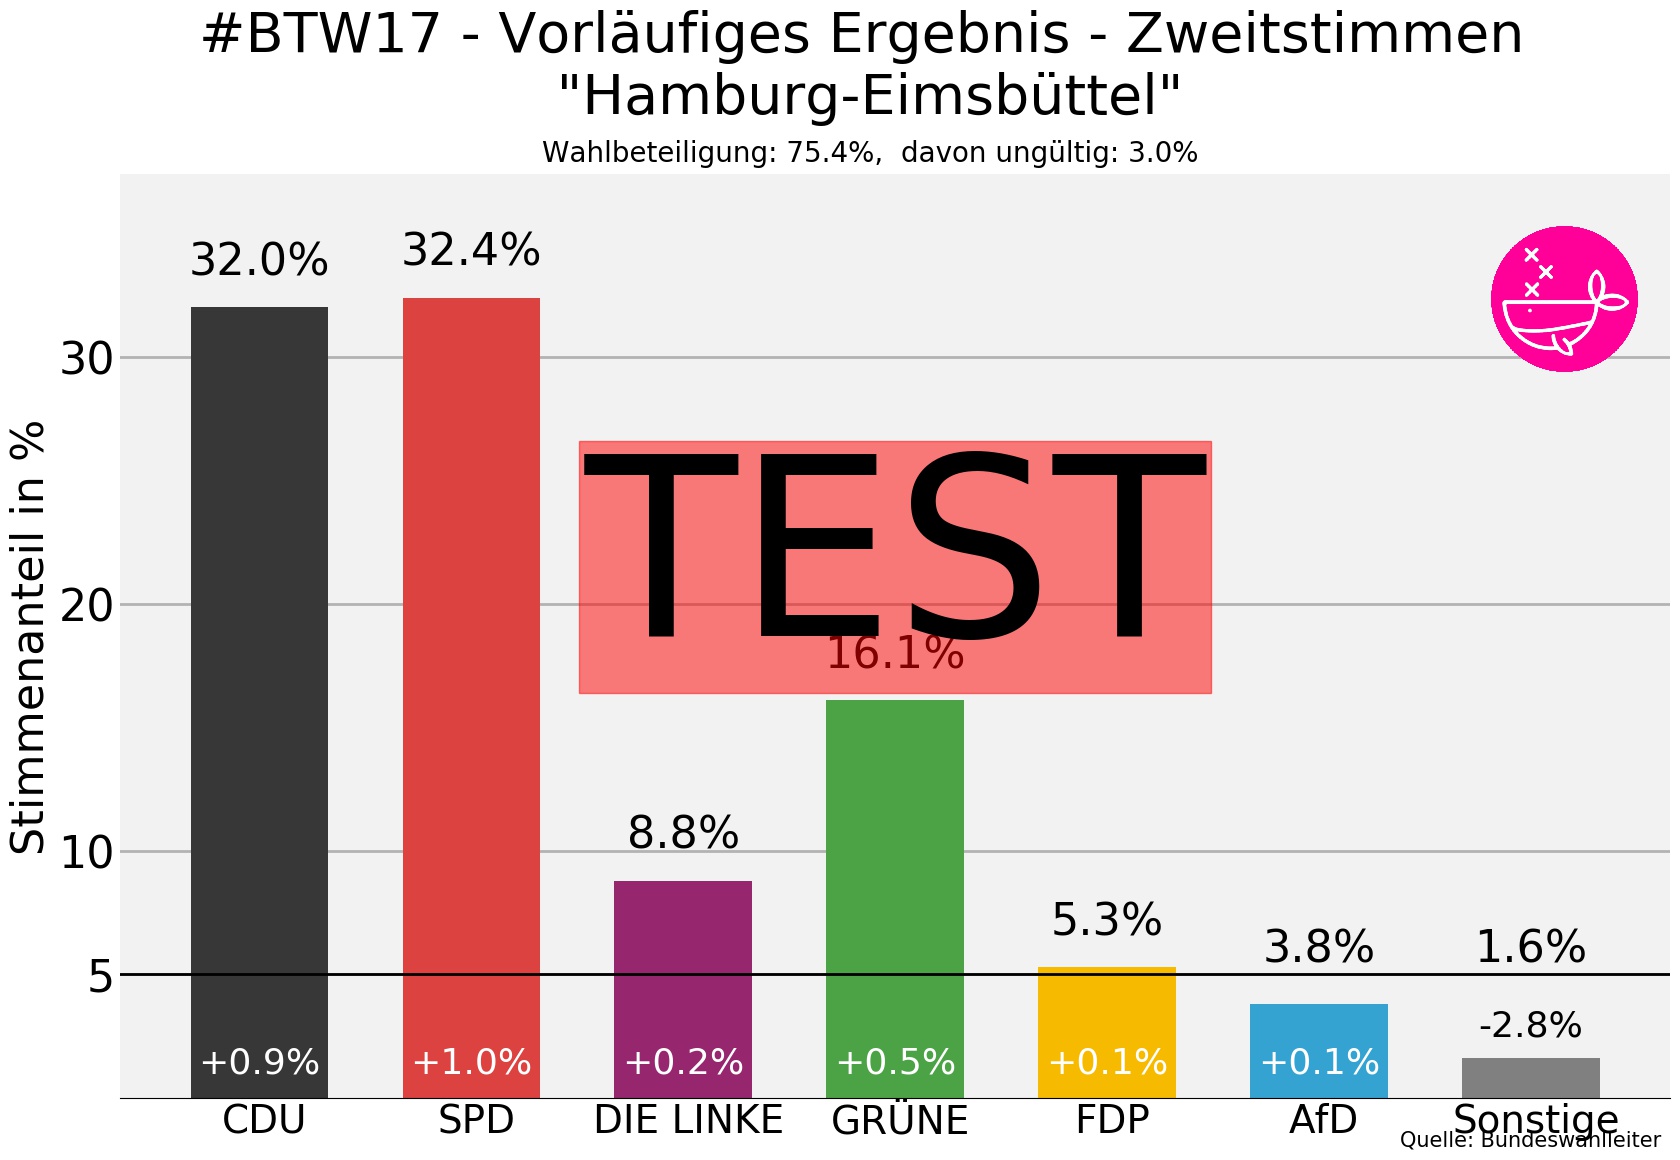 #BTW17 - Vorläufiges Ergebnis - Zweitstimmen
"Hamburg-Eimsbüttel"
Wahlbeteiligung: 75.4%,  davon ungültig: 3.0%
Stimmenanteil in %
30
20
10
5
32.0%
32.4%
TEST
16.1%
8.8%
5.3%
3.8%
1.6%
-2.8%
+0.9%
+1.0%
+0.2%
+0.5%
+0.1%
+0.1%
CDU
SPD
DIE LINKE
GRÜNE
FDP
AfD
Sonstige
Quelle: Bundeswahlleiter